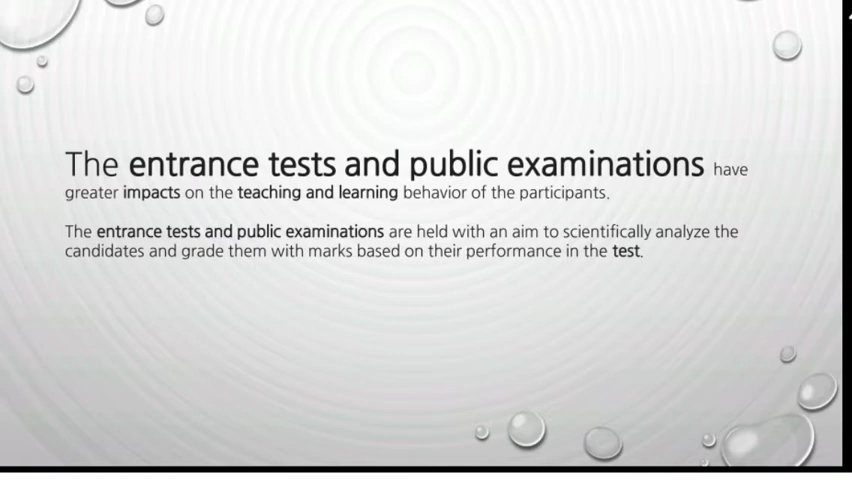 The entrance tests and public examinations have
greater impacts on the teaching and learning behavior of the participants.
The entrance tests and public examinations are held with an aim to scientifically analyze the
candidates and grade them with marks based on their performance in the test.